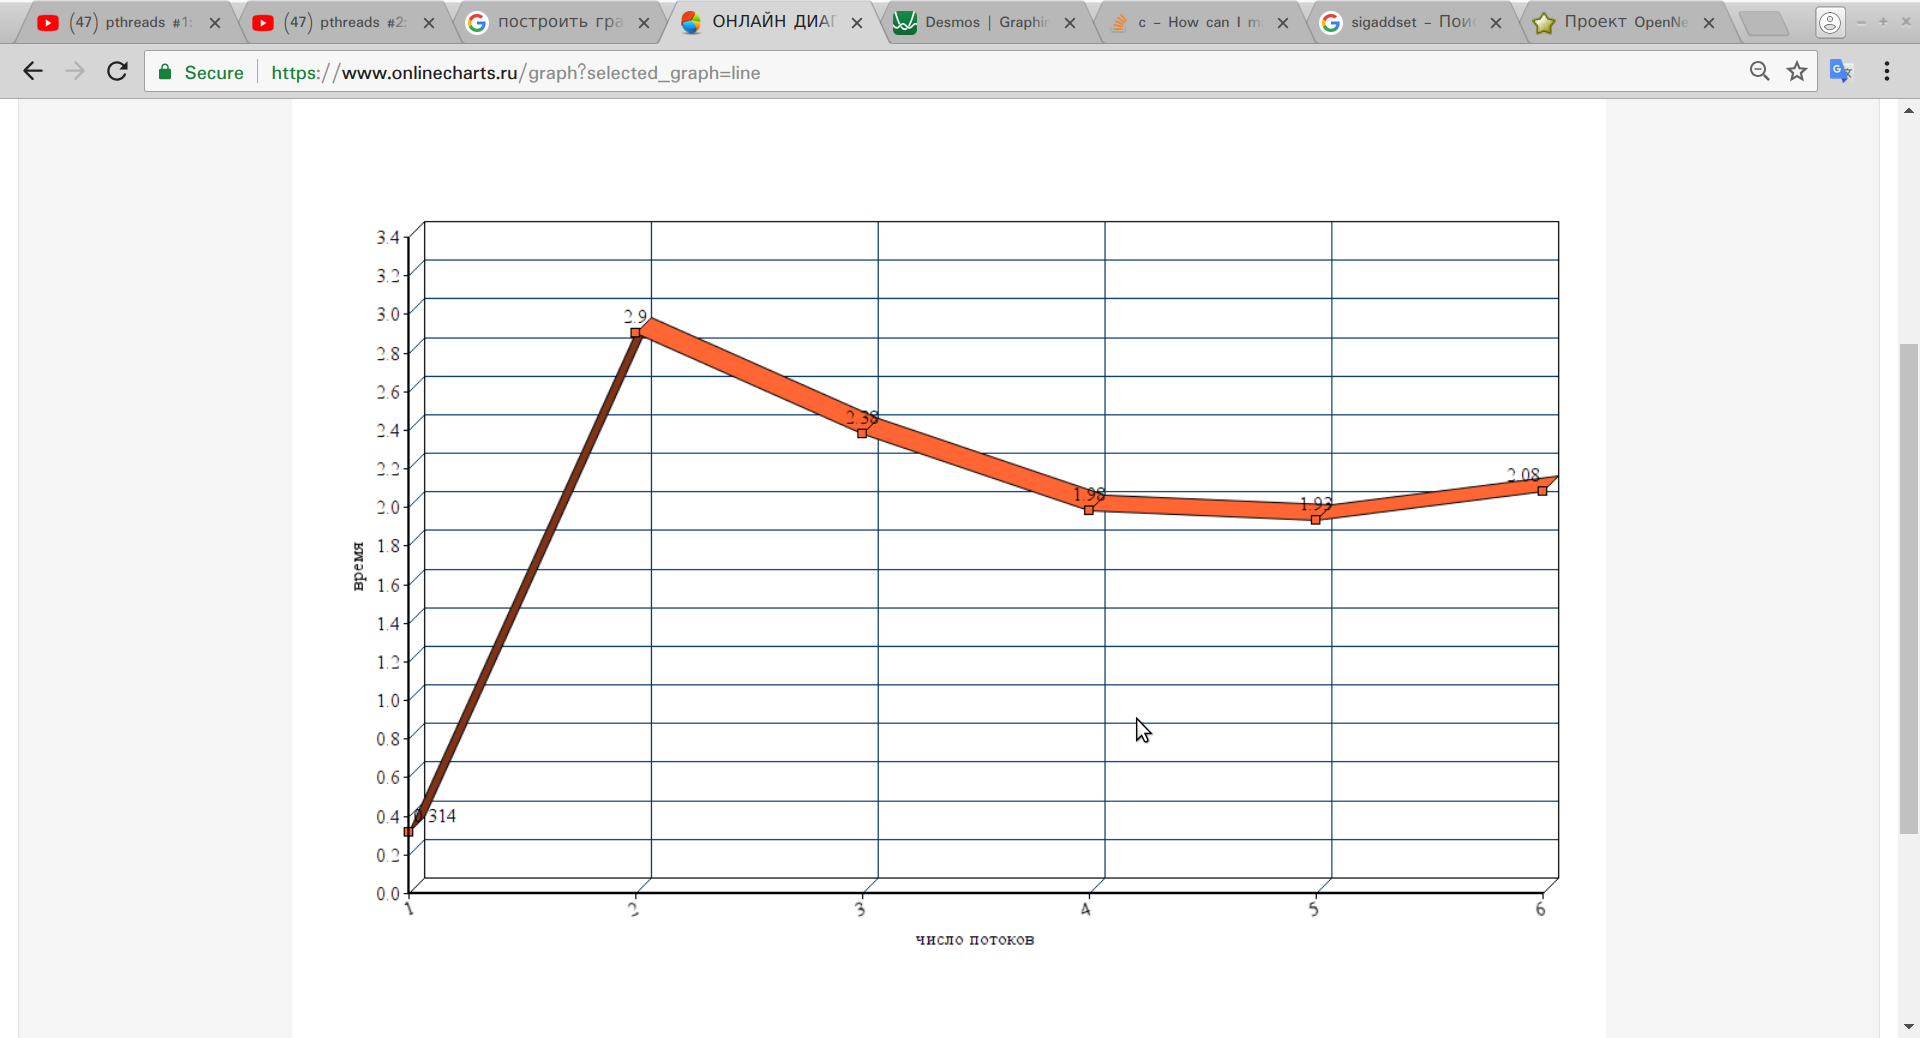 (47) pthreads #1:
(47) pthreads #2:
построить гра
ОНЛАЙН ДИАГ
Desmos | Graphin
c – How can I m
sigaddset – Поис
Проект OpenNe
Secure
https://www.onlinecharts.ru/graph?selected_graph=line
3.4
3.2
3.0
2.8
2.6
2.4
2.2
2.0
1.8
1.6
1.4
1.2
1.0
0.8
0.6
0.4
0.2
0.0
время
0.314
2.9
2.38
1.98
1.93
2.08
1
2
3
4
5
6
число потоков